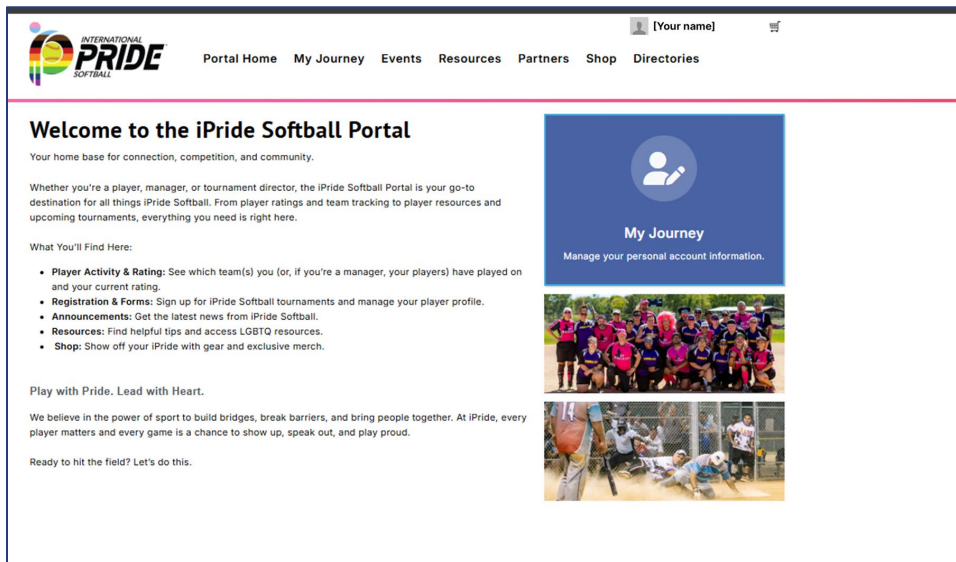 [Your name]
INTERNATIONAL
PRIDE
SOFTBALL
Portal Home My Journey Events Resources Partners Shop Directories
Welcome to the iPride Softball Portal
Your home base for connection, competition, and community.
Whether you're a player, manager, or tournament director, the iPride Softball Portal is your go-to
destination for all things iPride Softball. From player ratings and team tracking to player resources and
upcoming tournaments, everything you need is right here.
What You'll Find Here:
• Player Activity & Rating: See which team(s) you (or, if you're a manager, your players) have played on
and your current rating.
• Registration & Forms: Sign up for iPride Softball tournaments and manage your player profile.
• Announcements: Get the latest news from iPride Softball.
• Resources: Find helpful tips and access LGBTQ resources.
• Shop: Show off your iPride with gear and exclusive merch.
Play with Pride. Lead with Heart.
We believe in the power of sport to build bridges, break barriers, and bring people together. At iPride, every
player matters and every game is a chance to show up, speak out, and play proud.
Ready to hit the field? Let's do this.
My Journey
Manage your personal account information.
14